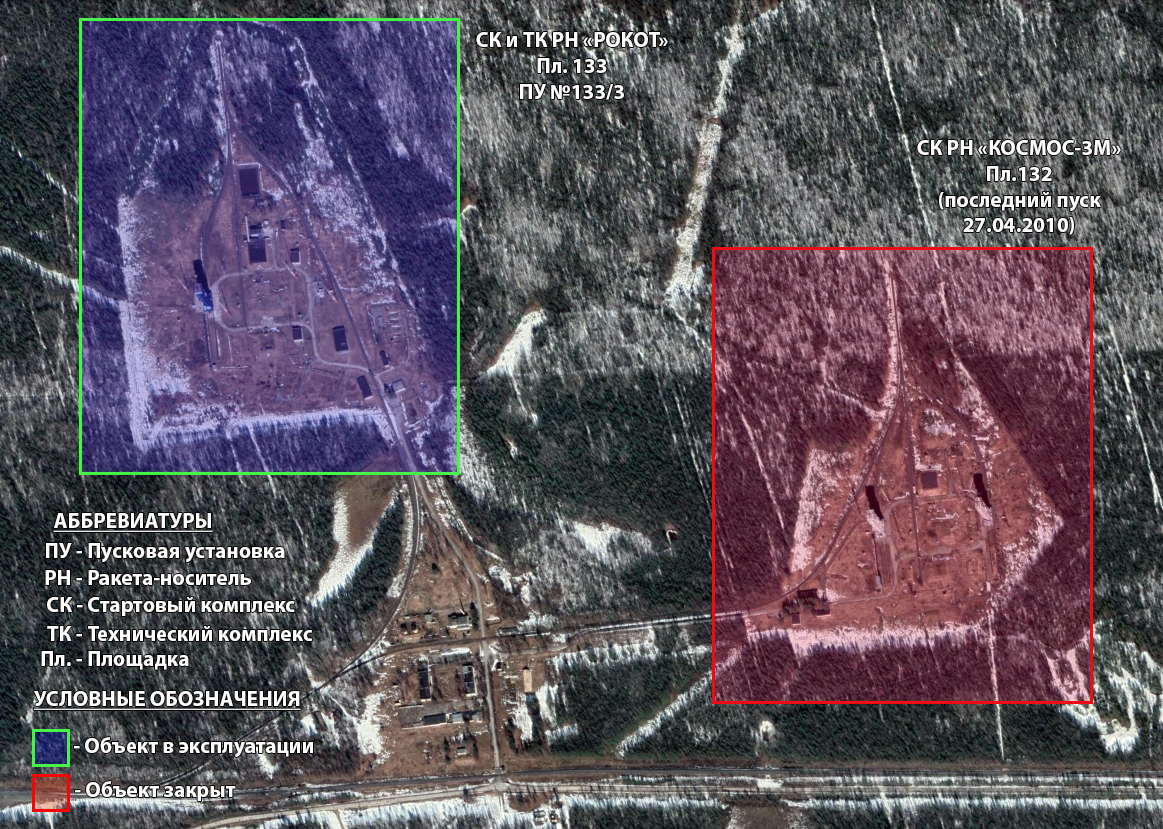 СК и ТК РН «РОКОТ»
Пл. 133
ПУ №133/3
СК РН «КОСМОС-3М»
Пл.132
(последний пуск
27.04.2010)
АББРЕВИАТУРЫ
ПУ - Пусковая установка
РН - Ракета-носитель
СК - Стартовый комплекс
ТК - Технический комплекс
Пл. - Площадка
УСЛОВНЫЕ ОБОЗНАЧЕНИЯ
- Объект в эксплуатации
- Объект закрыт